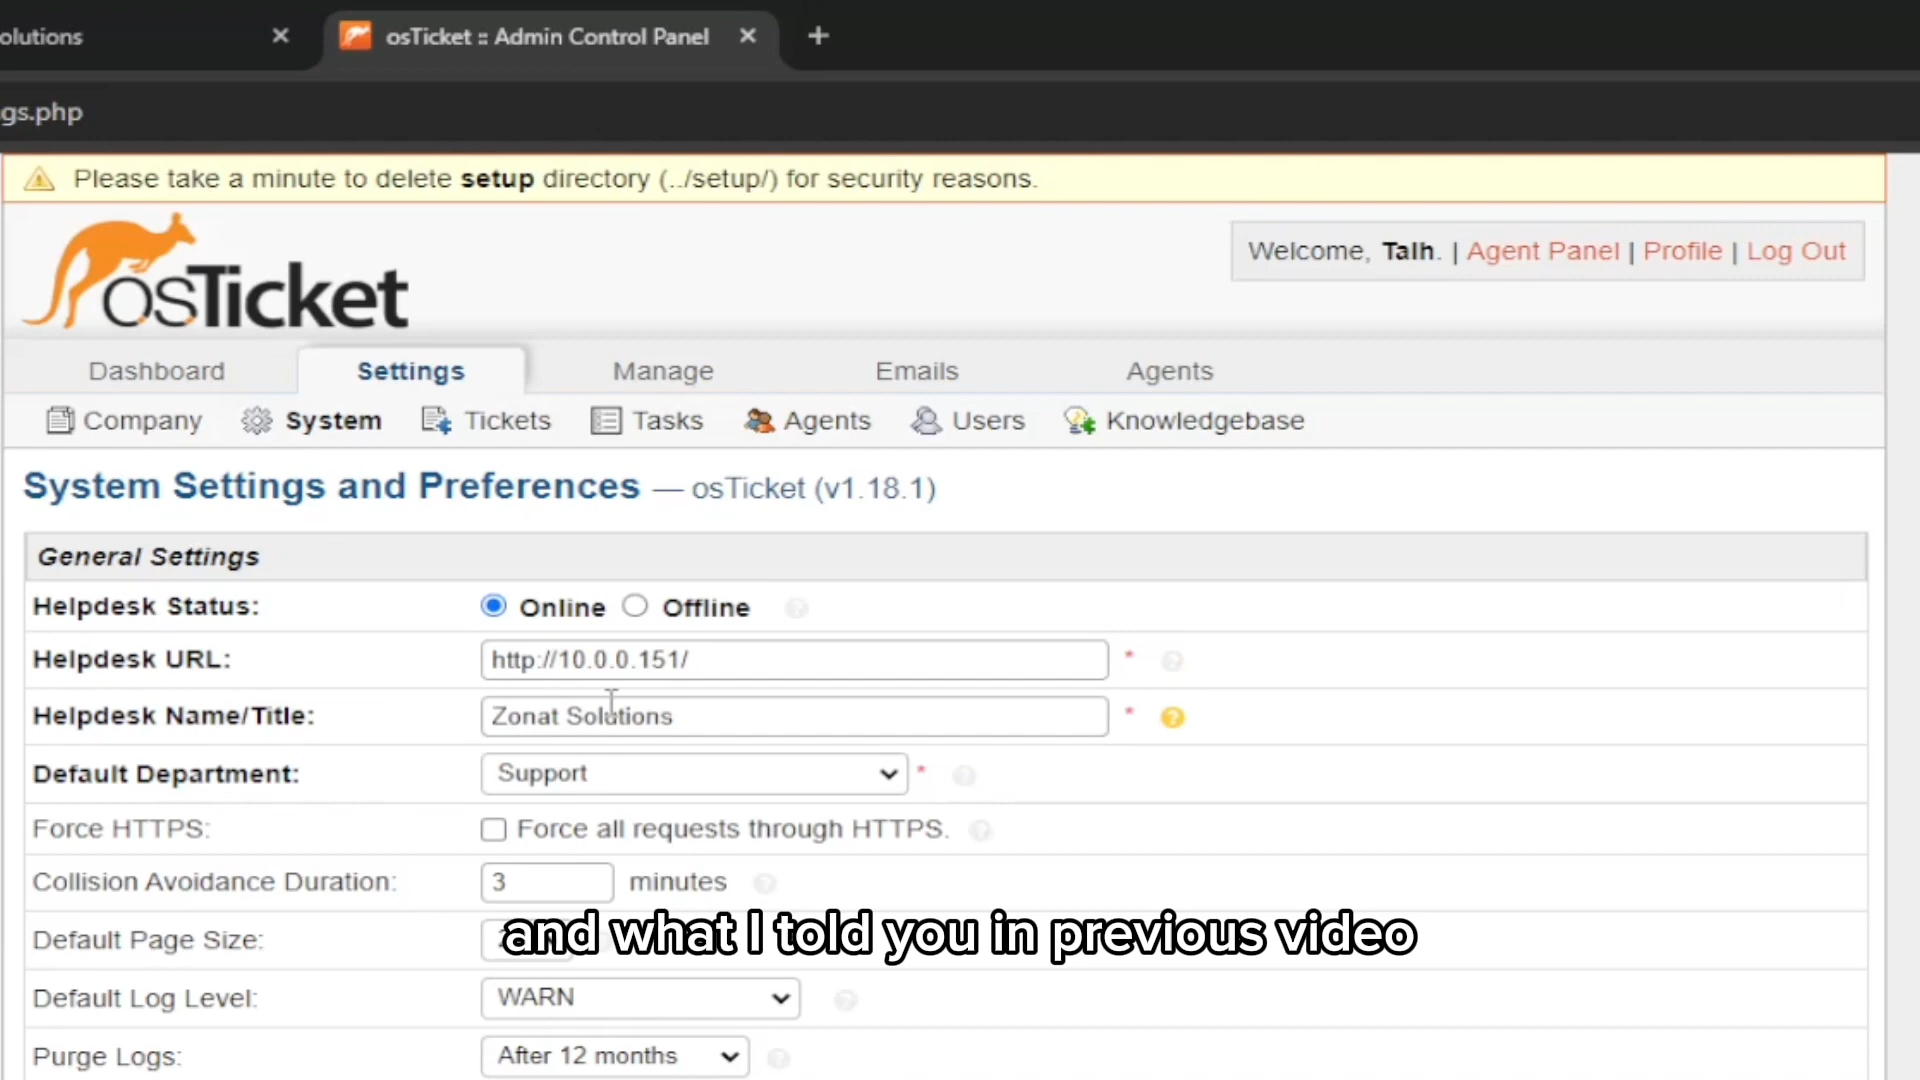 olutions
osTicket :: Admin Control Panel
gs.php
Please take a minute to delete setup directory (../setup/) for security reasons.
osTicket
Welcome, Talh. | Agent Panel | Profile | Log Out
Dashboard Settings Manage Emails Agents
Company System Tickets Tasks Agents Users Knowledgebase
System Settings and Preferences — osTicket (v1.18.1)
General Settings
Helpdesk Status: Online Offline
Helpdesk URL: http://10.0.0.151/ *
Helpdesk Name/Title: Zonat Solutions *
Default Department: Support *
Force HTTPS: Force all requests through HTTPS.
Collision Avoidance Duration: 3 minutes
and what I told you in previous video
Default Page Size:
Default Log Level: WARN
Purge Logs: After 12 months